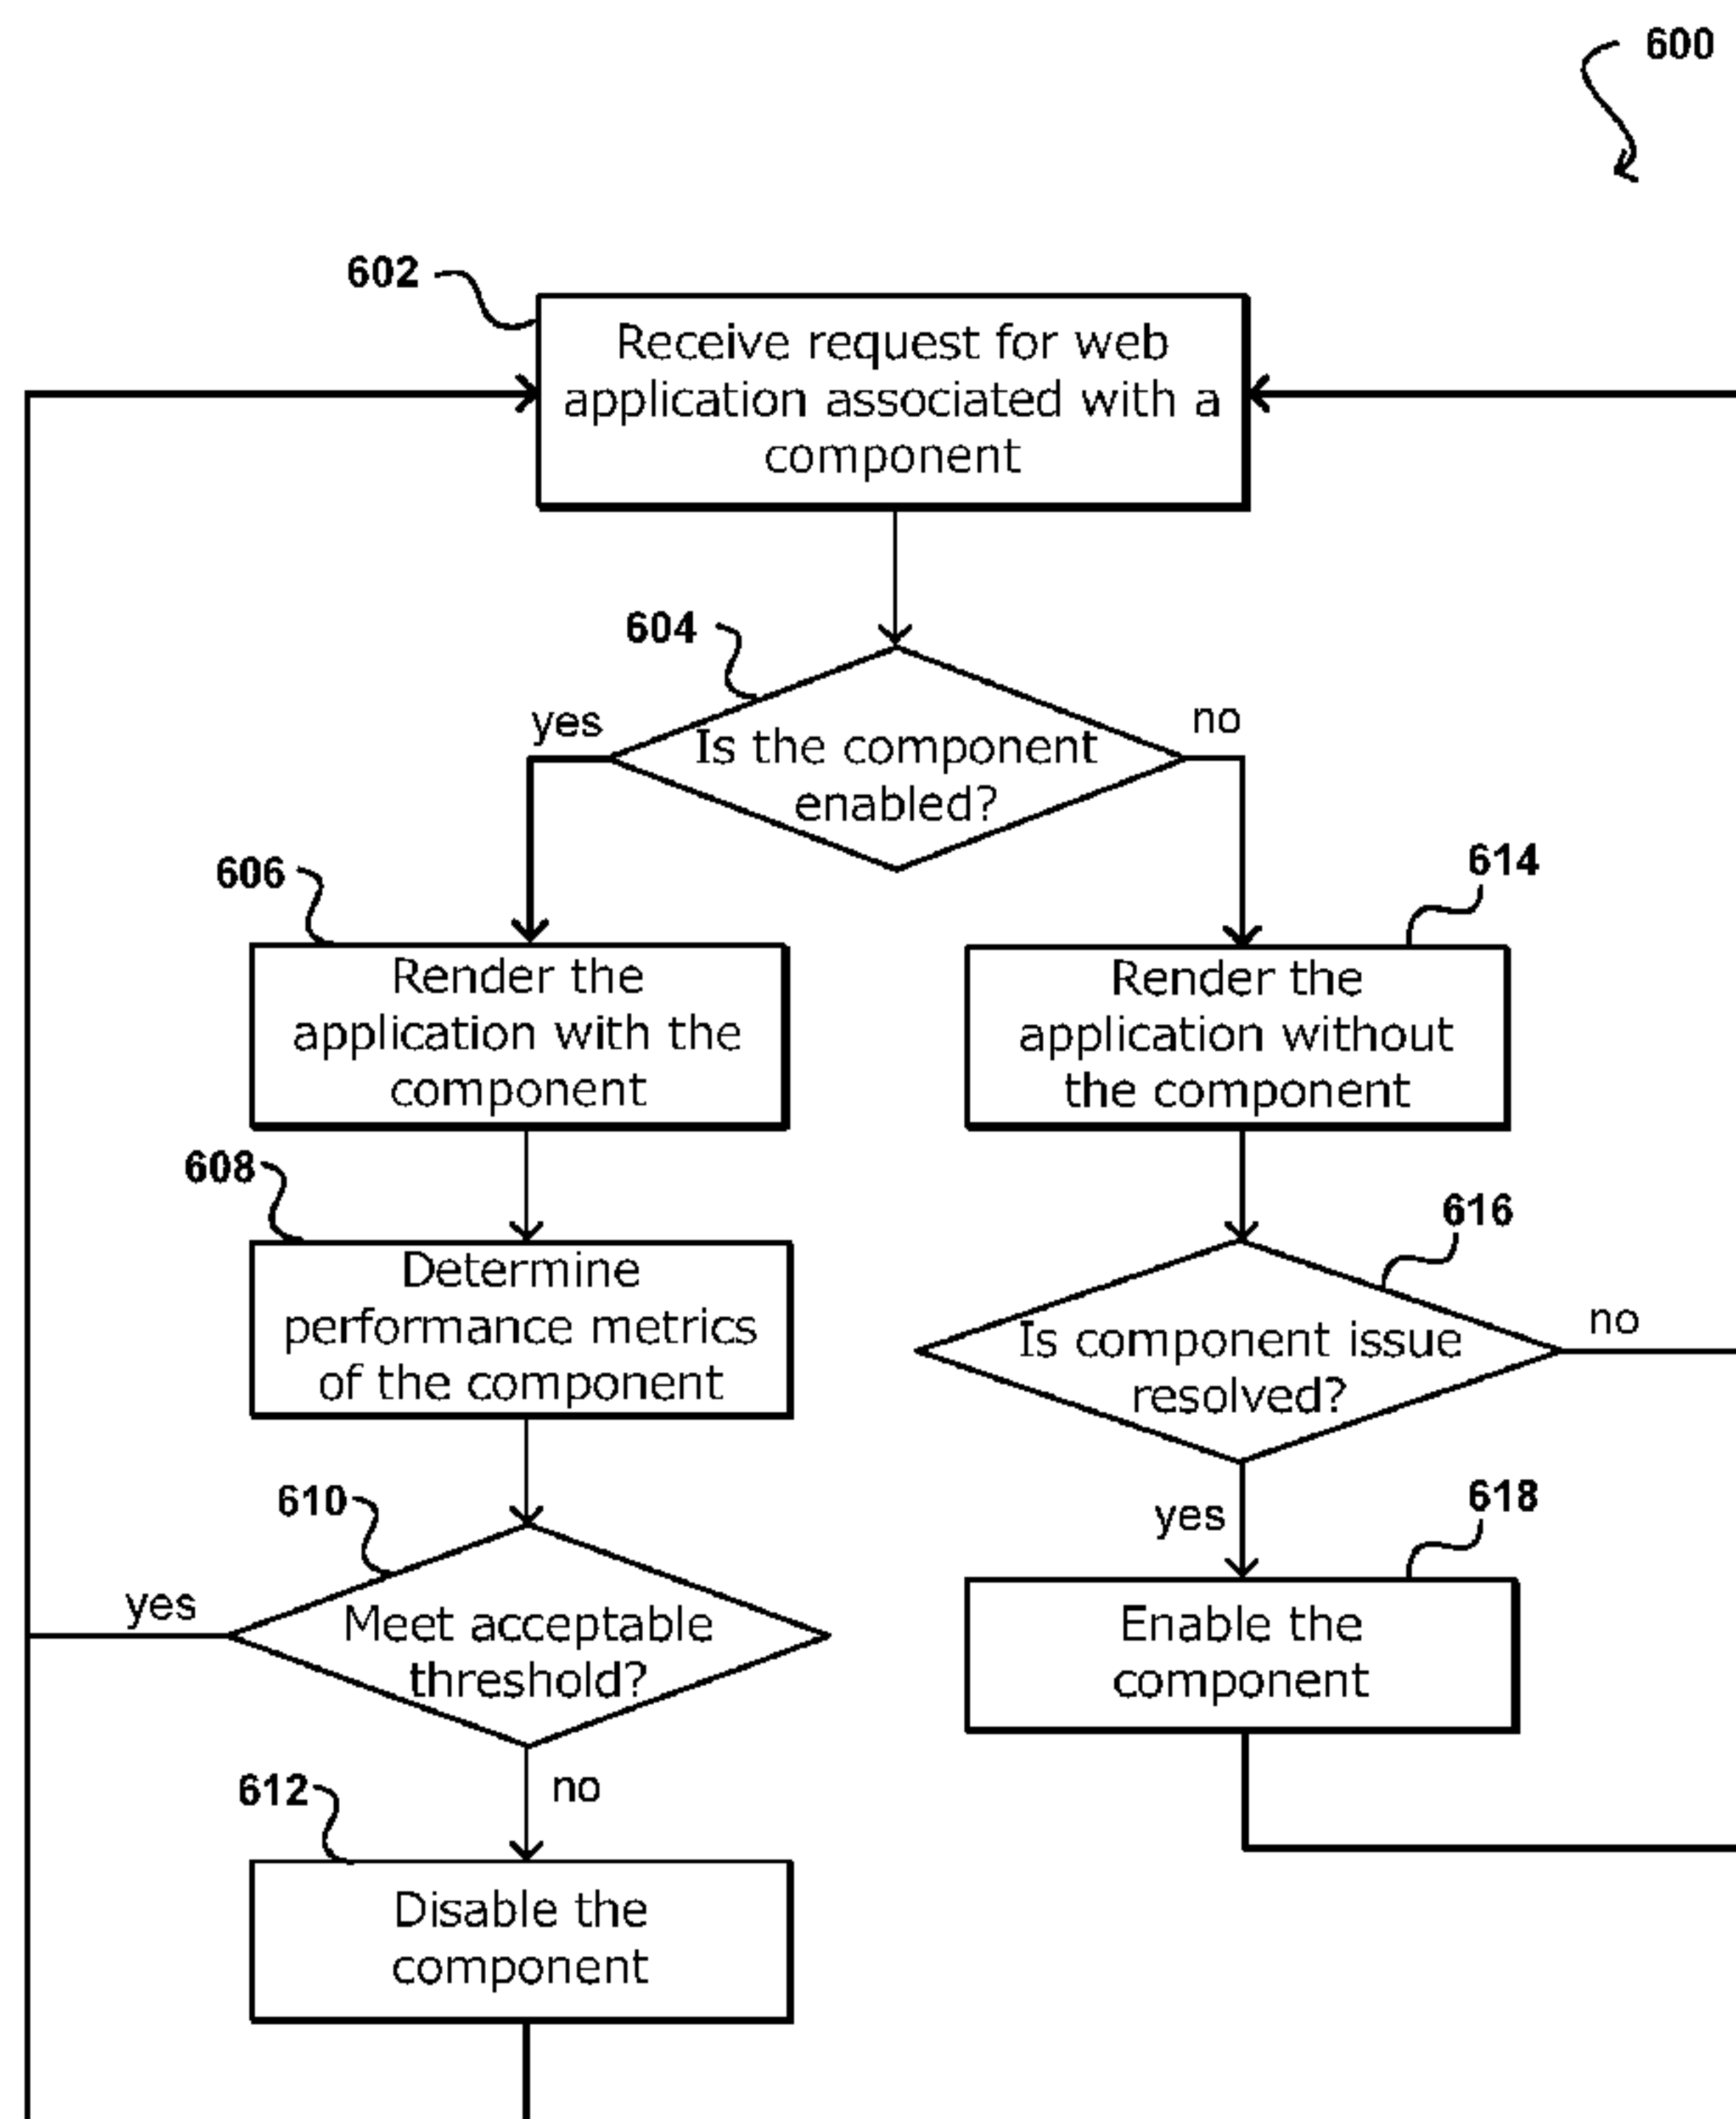 600
602
Receive request for web
application associated with a
component
604
yes
no
Is the component
enabled?
606
614
Render the
application with the
component
Render the
application without
the component
608
616
Determine
performance metrics
of the component
Is component issue
resolved?
no
610
618
yes
yes
Meet acceptable
threshold?
Enable the
component
no
612
Disable the
component